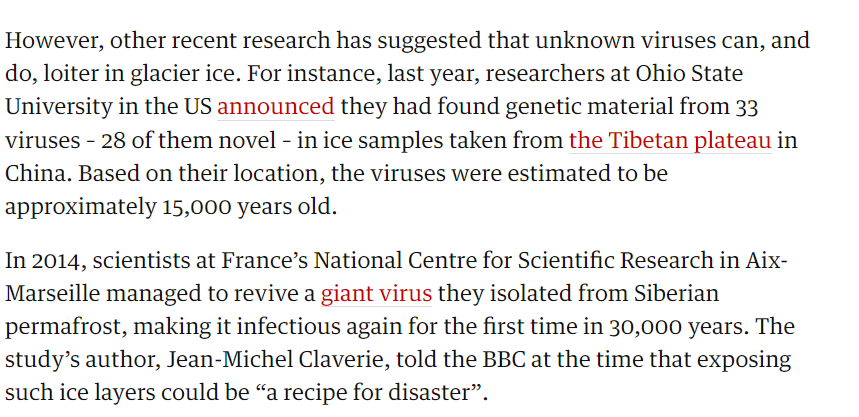 However, other recent research has suggested that unknown viruses can, and
do, loiter in glacier ice. For instance, last year, researchers at Ohio State
University in the US announced they had found genetic material from 33
viruses – 28 of them novel – in ice samples taken from the Tibetan plateau in
China. Based on their location, the viruses were estimated to be
approximately 15,000 years old.
In 2014, scientists at France’s National Centre for Scientific Research in Aix-
Marseille managed to revive a giant virus they isolated from Siberian
permafrost, making it infectious again for the first time in 30,000 years. The
study’s author, Jean-Michel Claverie, told the BBC at the time that exposing
such ice layers could be “a recipe for disaster”.